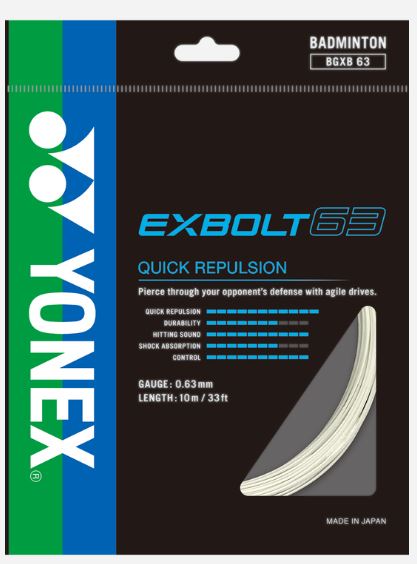 BADMINTON
BGXB 63
YONEX®
EXBOLT63
QUICK REPULSION
Pierce through your opponent's defense with agile drives.
QUICK REPULSION
DURABILITY
HITTING SOUND
SHOCK ABSORPTION
CONTROL
GAUGE: 0.63mm
LENGTH: 10m / 33ft
MADE IN JAPAN